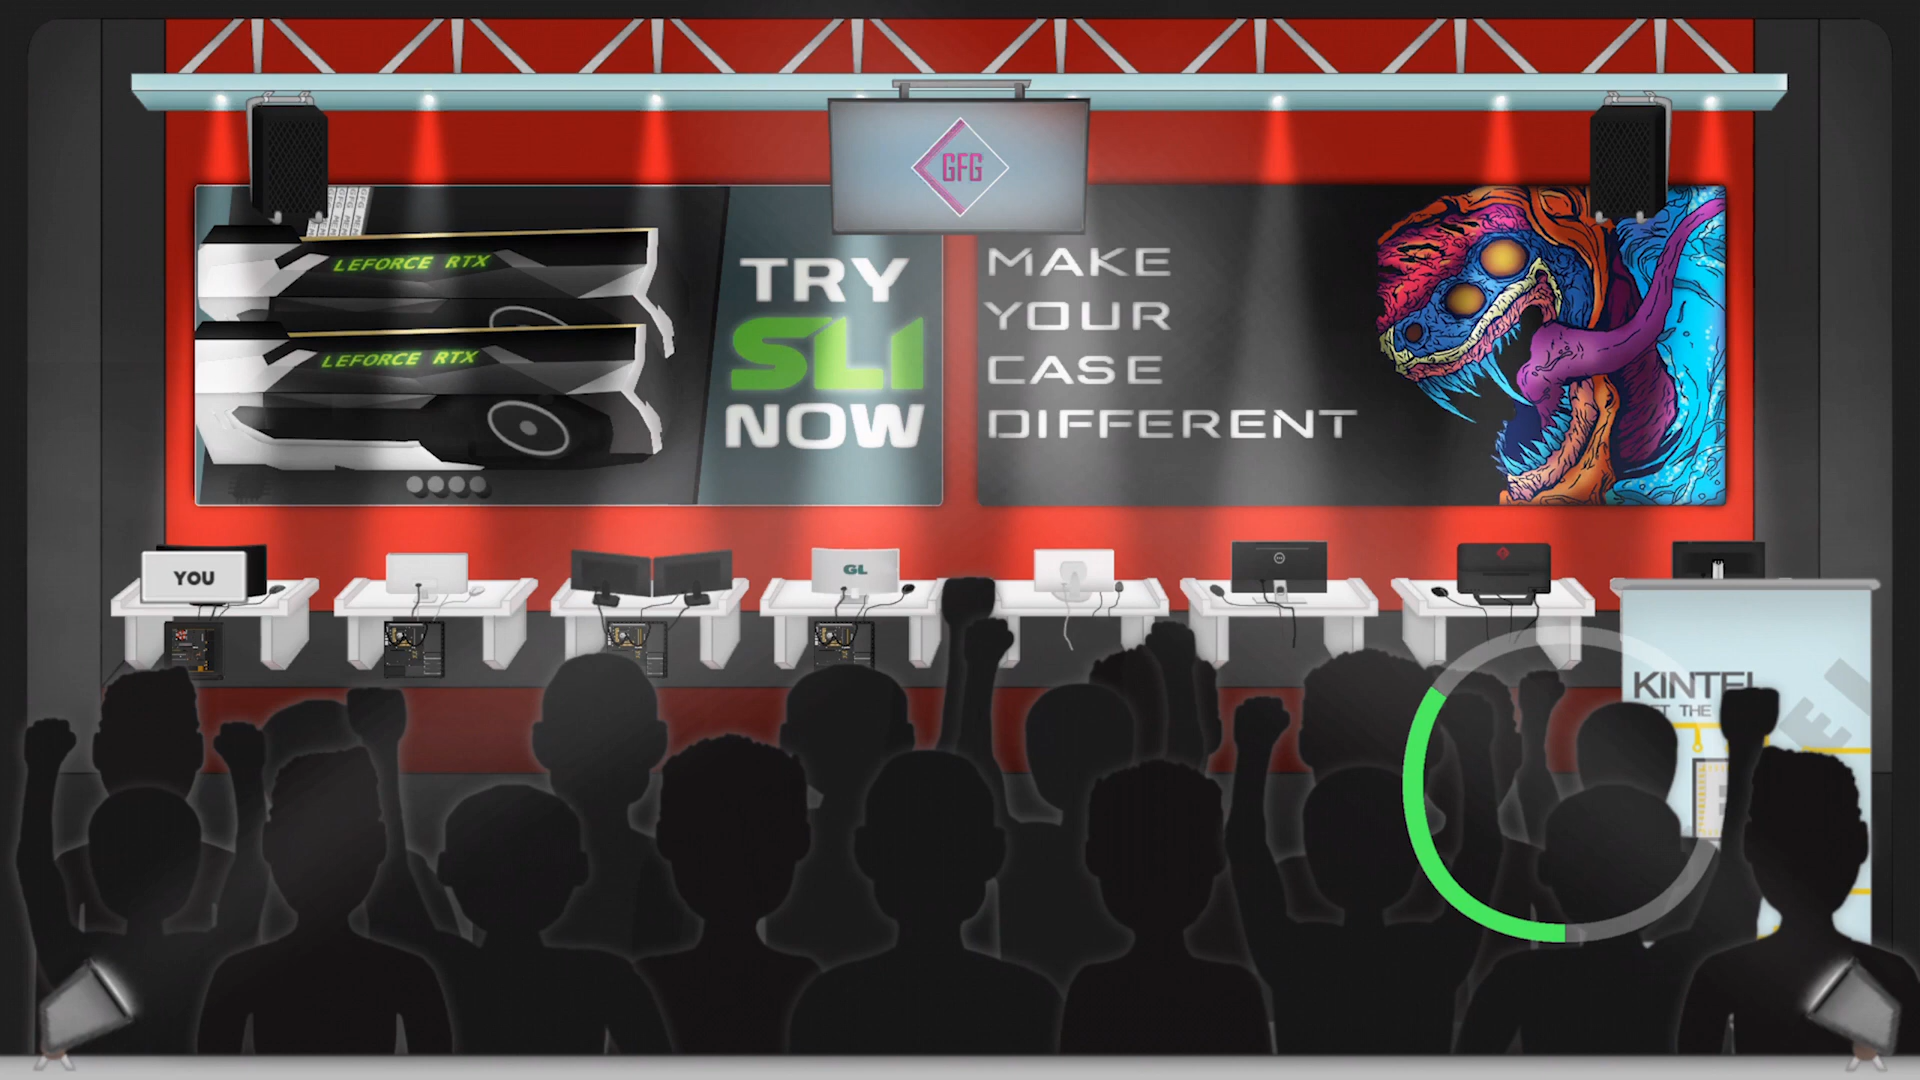 GFG
LEFORCE RTX
LEFORCE RTX
TRY
SLI
NOW
MAKE
YOUR
CASE
DIFFERENT
YOU
GL
KINTEL
THE